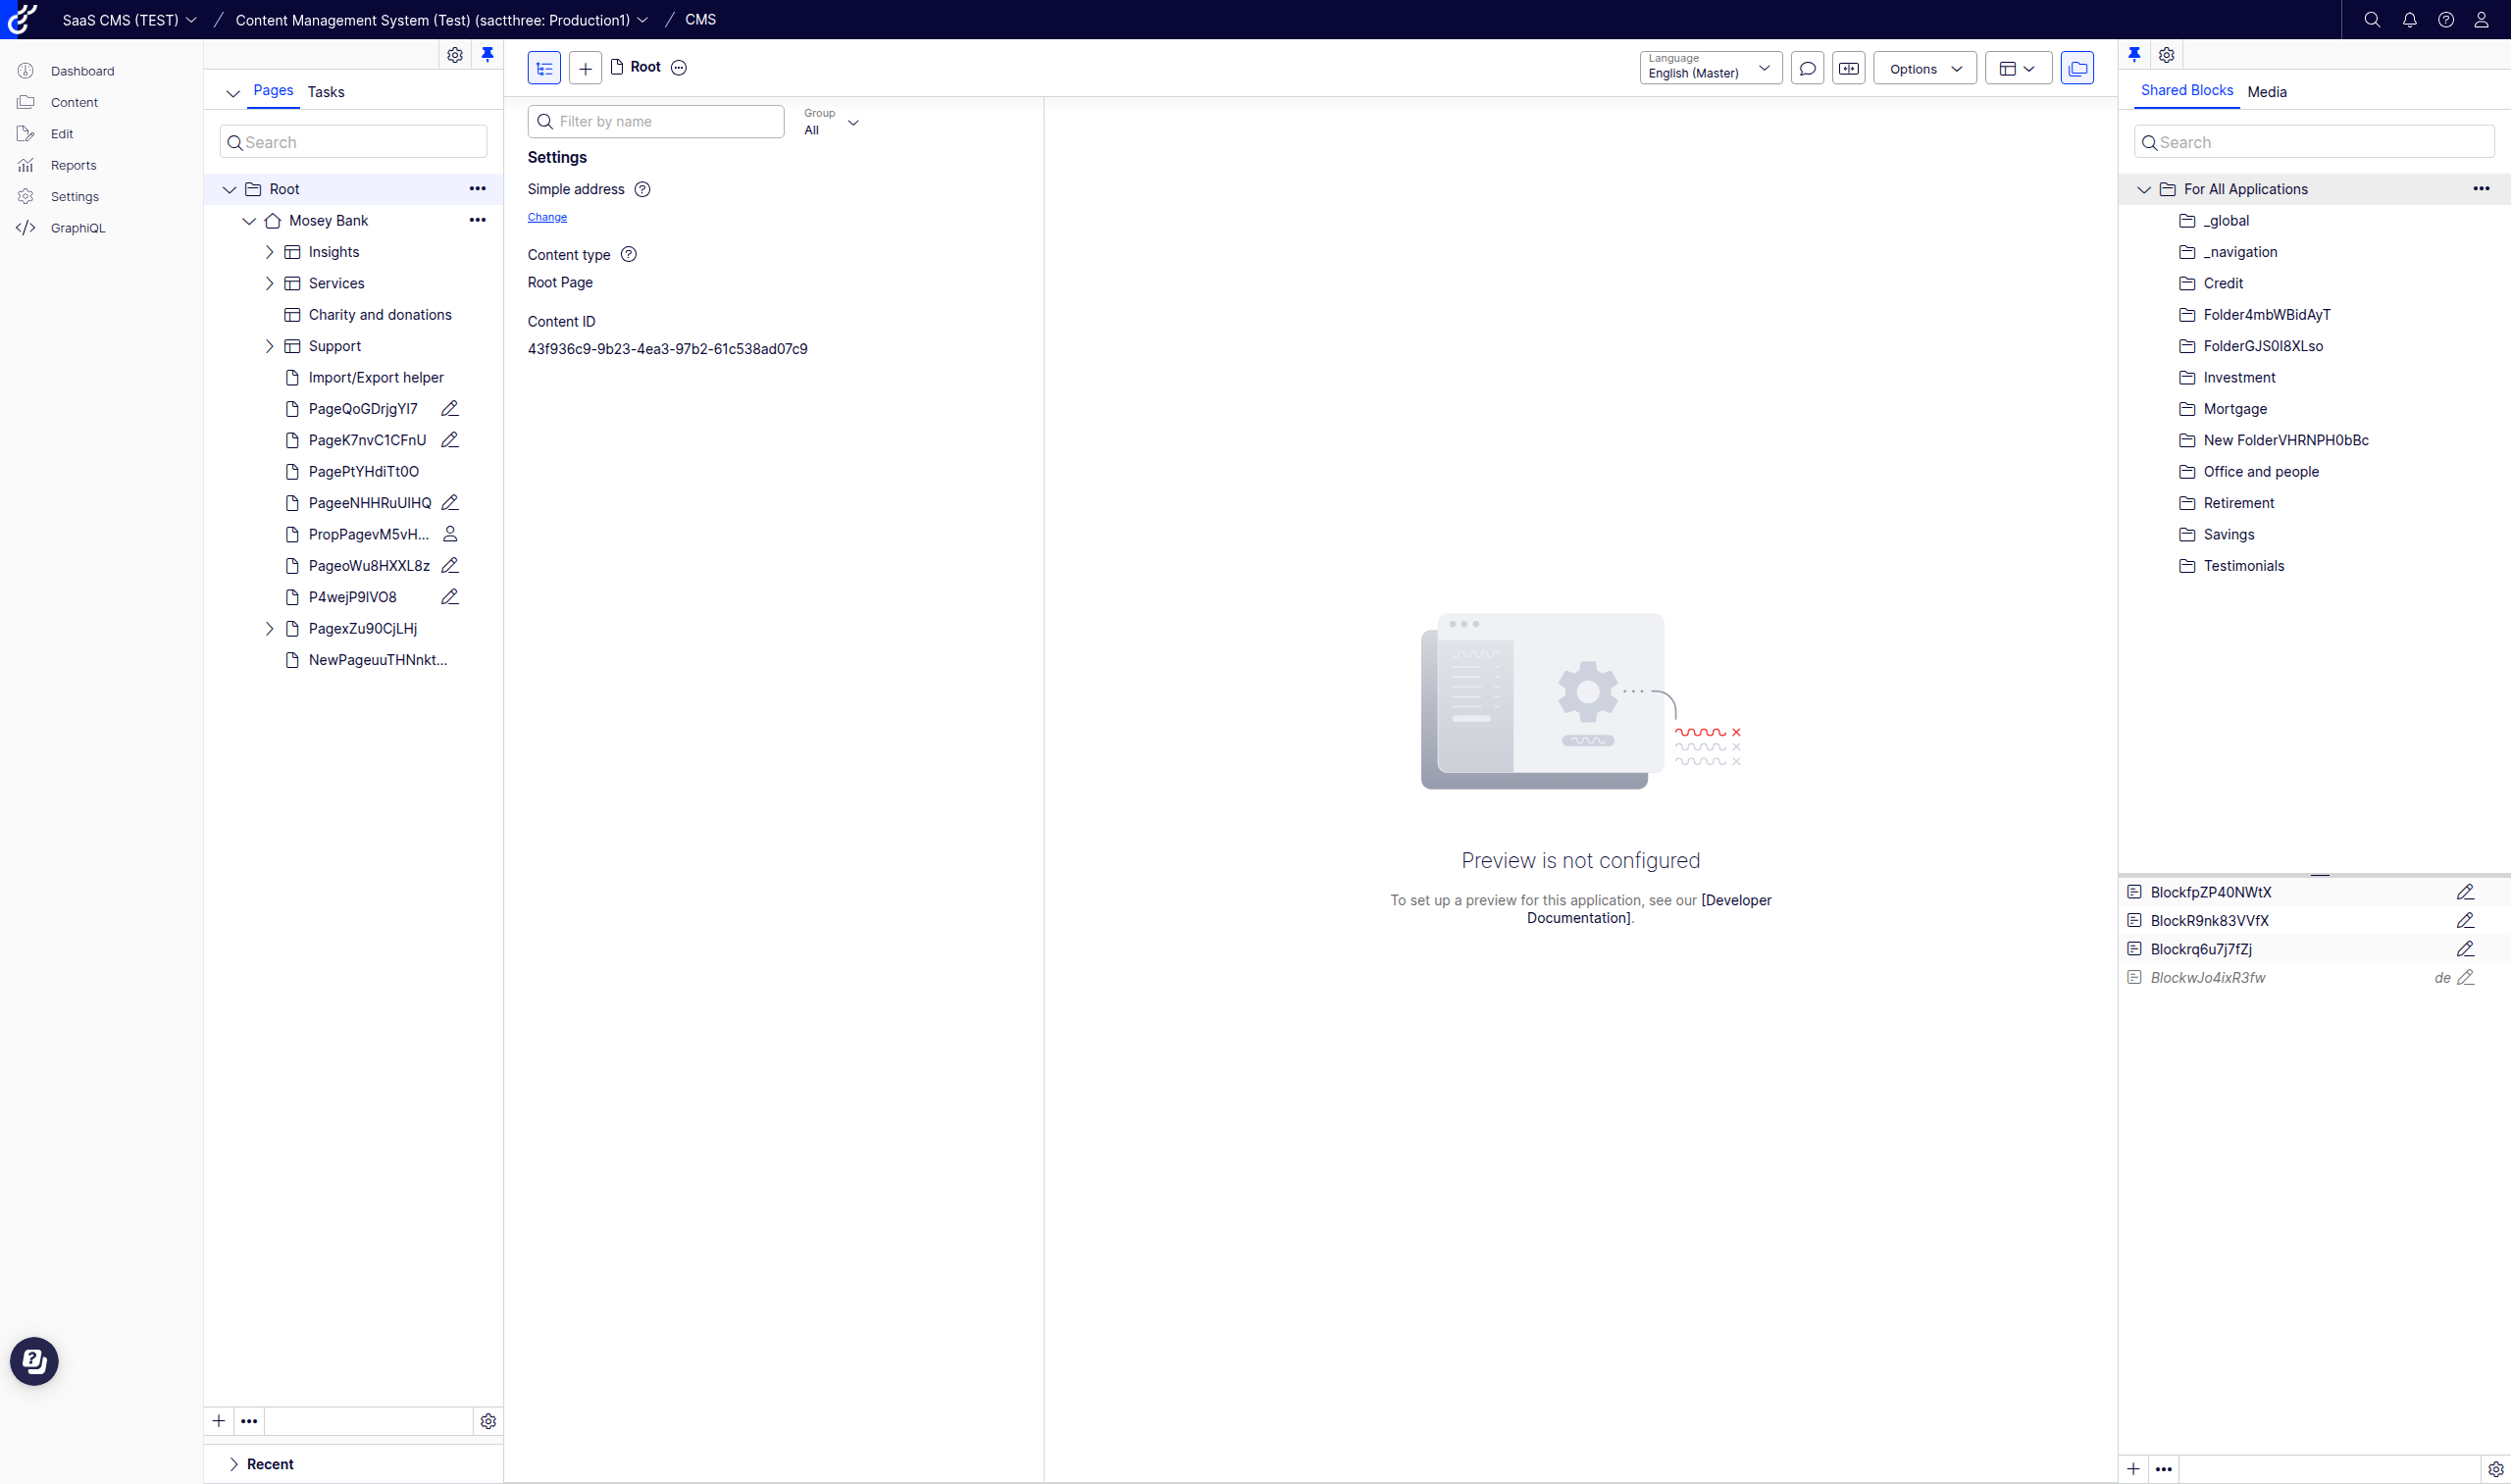 SaaS CMS (TEST) / Content Management System (Test) (sactthree: Production1) / CMS
Dashboard
Content
Edit
Reports
Settings
GraphiQL
Pages Tasks
Search
Root
Mosey Bank
Insights
Services
Charity and donations
Support
Import/Export helper
PageQoGDrjgYI7
PageK7nvC1CFnU
PagePtYHdiTt0O
PageeNHHRuUIHQ
PropPagevM5vH...
PageoWu8HXXL8z
P4wejP9IVO8
PagexZu90CjLHj
NewPageuuTHNnkt...
Recent
Root
Language
English (Master)
Options
Filter by name
Group
All
Settings
Simple address
Change
Content type
Root Page
Content ID
43f936c9-9b23-4ea3-97b2-61c538ad07c9
Preview is not configured
To set up a preview for this application, see our [Developer
Documentation].
Shared Blocks Media
Search
For All Applications
_global
_navigation
Credit
Folder4mbWBidAyT
FolderGJS0I8XLso
Investment
Mortgage
New FolderVHRNPH0bBc
Office and people
Retirement
Savings
Testimonials
BlockfpZP40NWtX
BlockR9nk83VVfX
Blockrq6u7j7fZj
BlockwJo4ixR3fw de